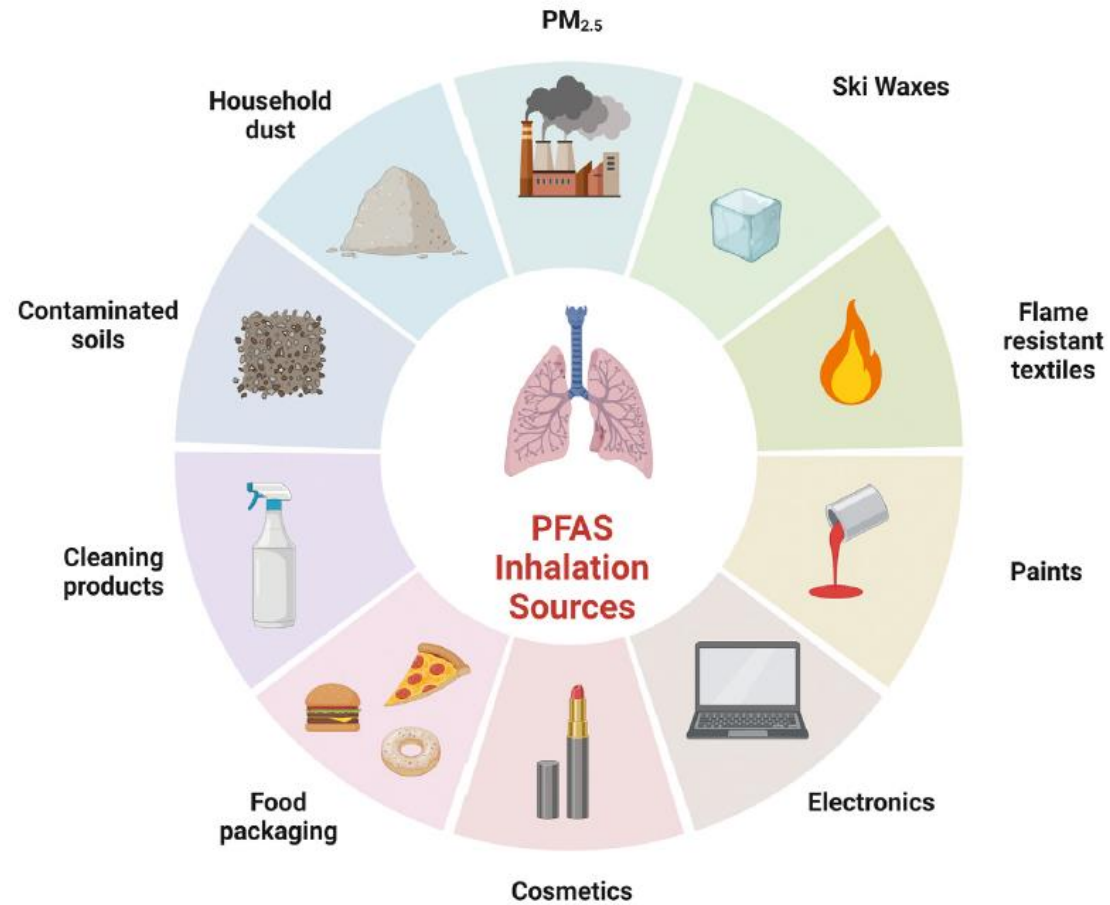 PM2.5
Ski Waxes
Flame
resistant
textiles
Paints
Electronics
Cosmetics
Food
packaging
Cleaning
products
Contaminated
soils
Household
dust
PFAS
Inhalation
Sources